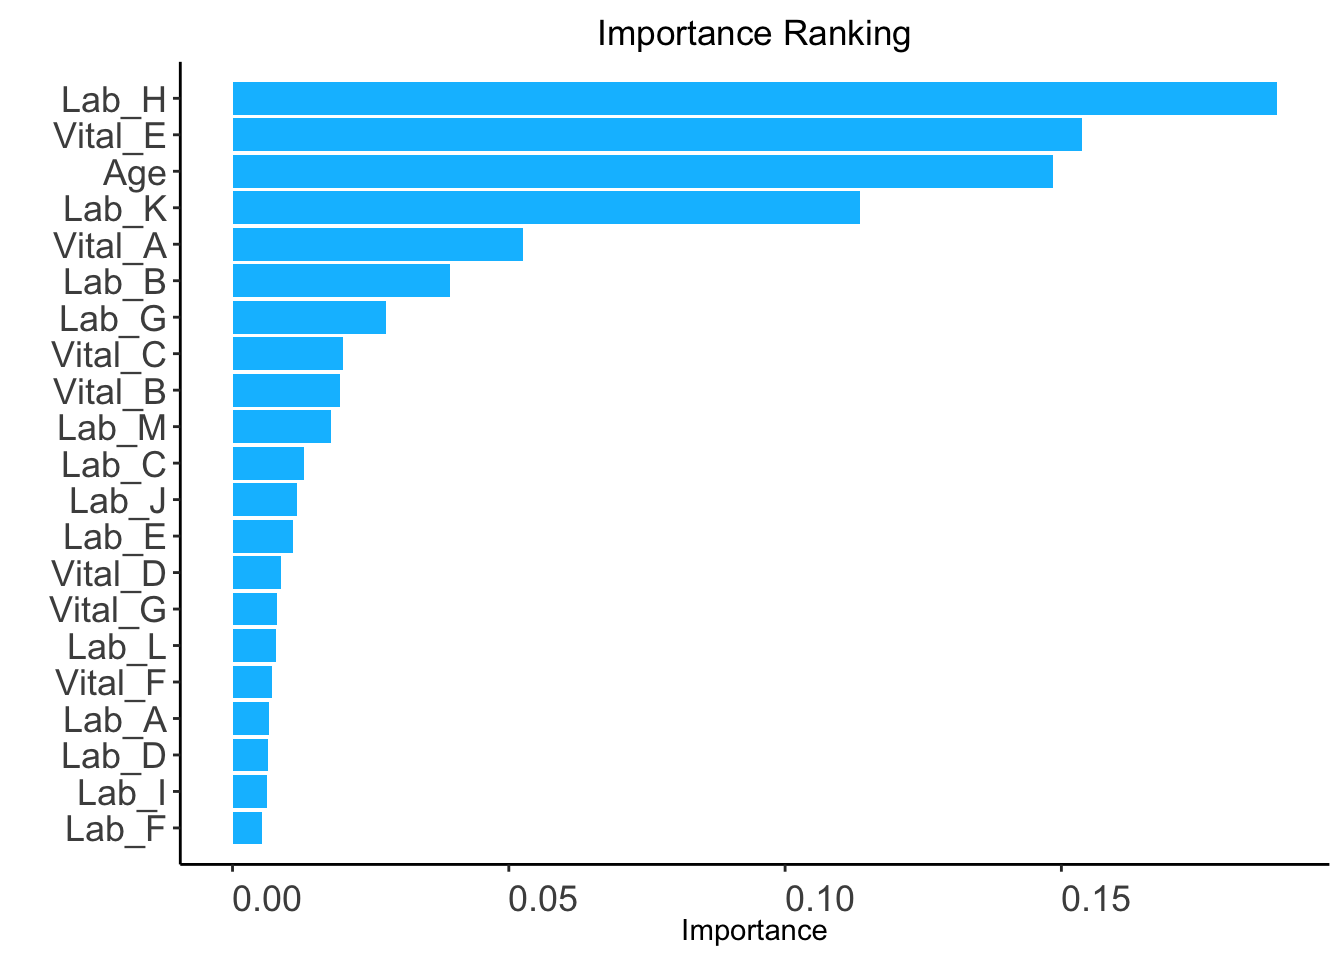 Importance Ranking
Lab_H
Vital_E
Age
Lab_K
Vital_A
Lab_B
Lab_G
Vital_C
Vital_B
Lab_M
Lab_C
Lab_J
Lab_E
Vital_D
Vital_G
Lab_L
Vital_F
Lab_A
Lab_D
Lab_I
Lab_F
0.00 0.05 0.10 0.15
Importance